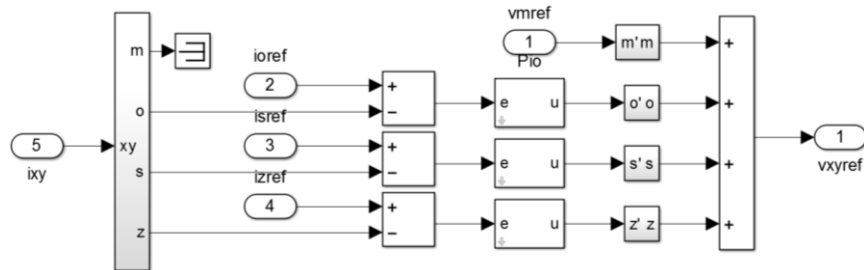 vmref
1
m' m
+
m
ioref
Pio
2
+
−
e u
o' o
+
o
isref
5
ixy
xy
3
+
−
e u
s' s
+
1
vxyref
s
izref
4
+
−
e u
z' z
+
z